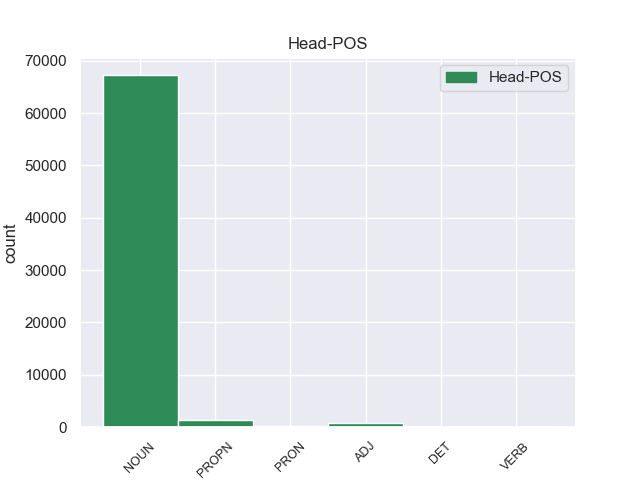 Head-POS
Head-POS
70000
60000
50000
40000
30000
20000
10000
0
count
NOUN
PROPN
PRON
ADJ
DET
VERB